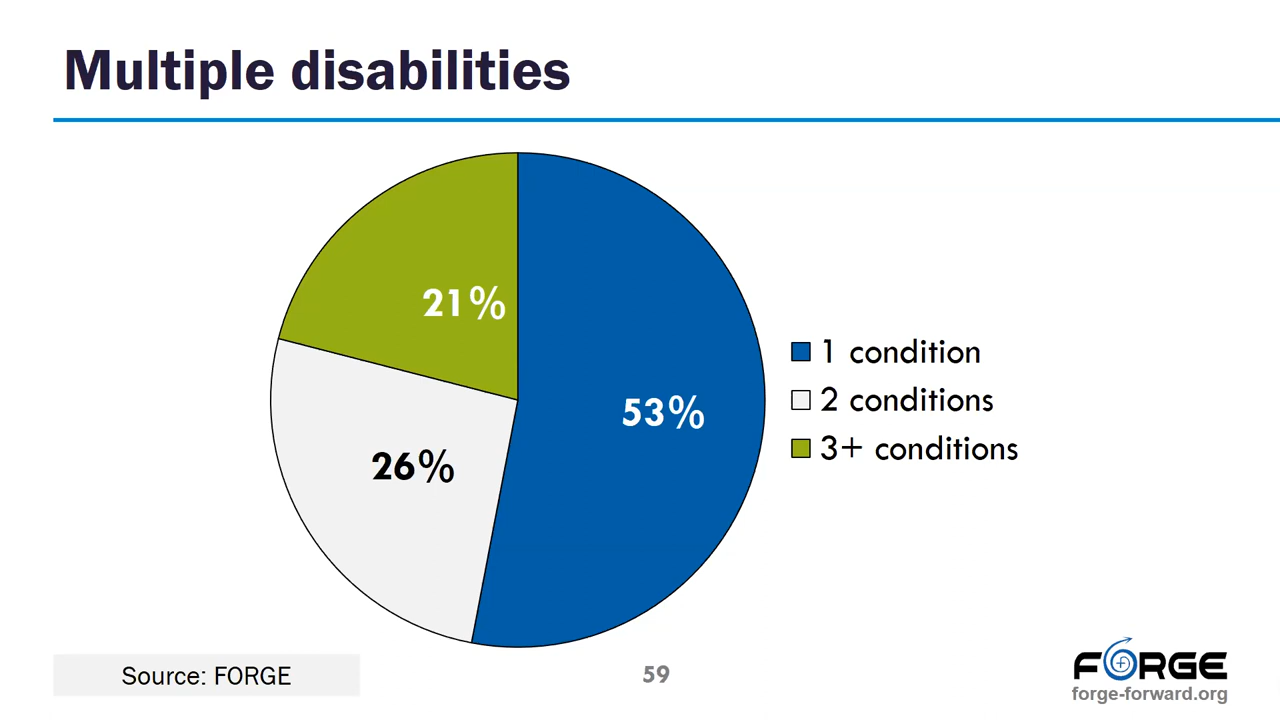 Multiple disabilities
21%
53%
26%
1 condition
2 conditions
3+ conditions
Source: FORGE
59
FORGE
forge-forward.org